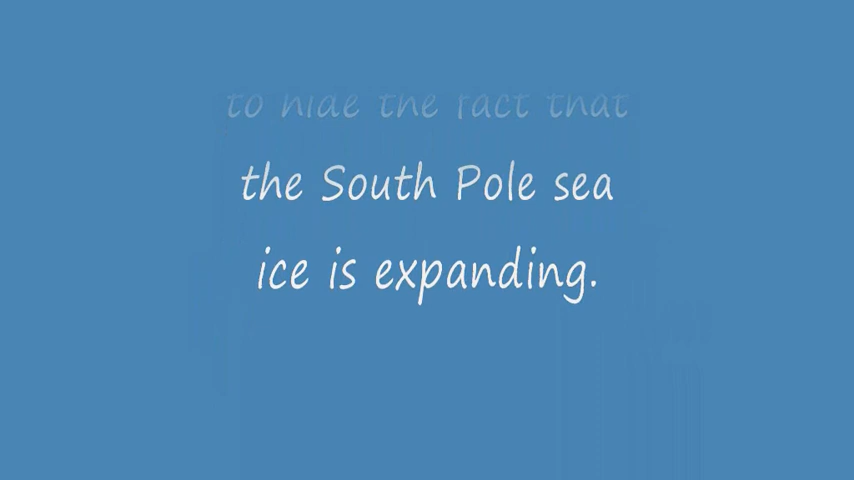 to hide the fact that
the South Pole sea
ice is expanding.